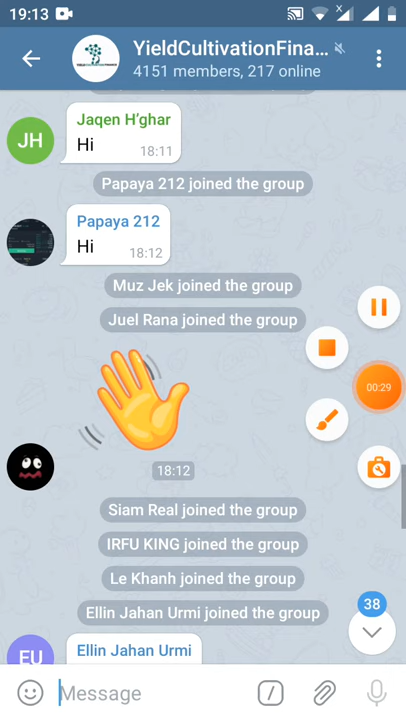 19:13
YieldCultivationFina...
4151 members, 217 online
Jaqen H'ghar
JH
Hi
18:11
Papaya 212 joined the group
Papaya 212
Hi
18:12
Muz Jek joined the group
Juel Rana joined the group
00:29
18:12
Siam Real joined the group
IRFU KING joined the group
Le Khanh joined the group
38
Ellin Jahan Urmi joined the group
EU
Ellin Jahan Urmi
Message